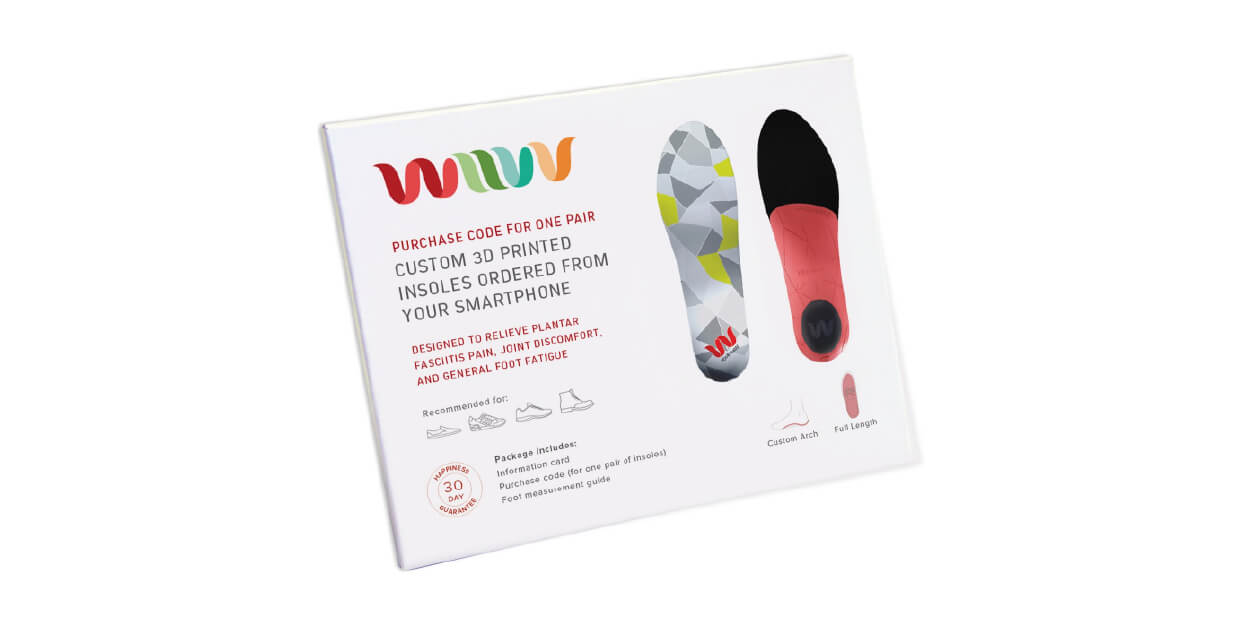 wiivv
PURCHASE CODE FOR ONE PAIR
CUSTOM 3D PRINTED
INSOLES ORDERED FROM
YOUR SMARTPHONE
DESIGNED TO RELIEVE PLANTAR
FASCIITIS PAIN, JOINT DISCOMFORT,
AND GENERAL FOOT FATIGUE
Recommended for:
HAPPINESS
30
DAY
GUARANTEE
Package includes:
Information card
Purchase code (for one pair of insoles)
Foot measurement guide
Custom Arch
Full Length